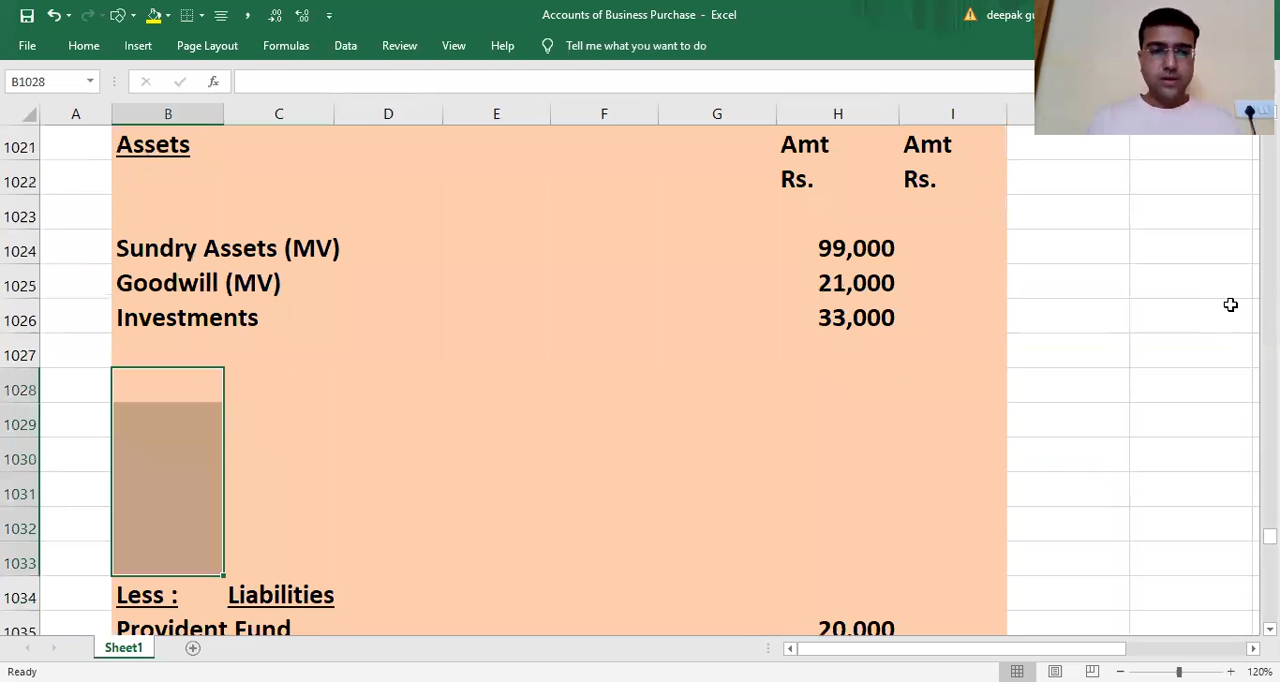 Accounts of Business Purchase - Excel
deepak gu
File Home Insert Page Layout Formulas Data Review View Help Tell me what you want to do
B1028
fx
A B C D E F G H I
1021 Assets Amt Amt
1022 Rs. Rs.
1023
1024 Sundry Assets (MV) 99,000
1025 Goodwill (MV) 21,000
1026 Investments 33,000
1027
1028
1029
1030
1031
1032
1033
1034 Less : Liabilities
1035 Provident Fund 20,000
Sheet1
Ready 120%